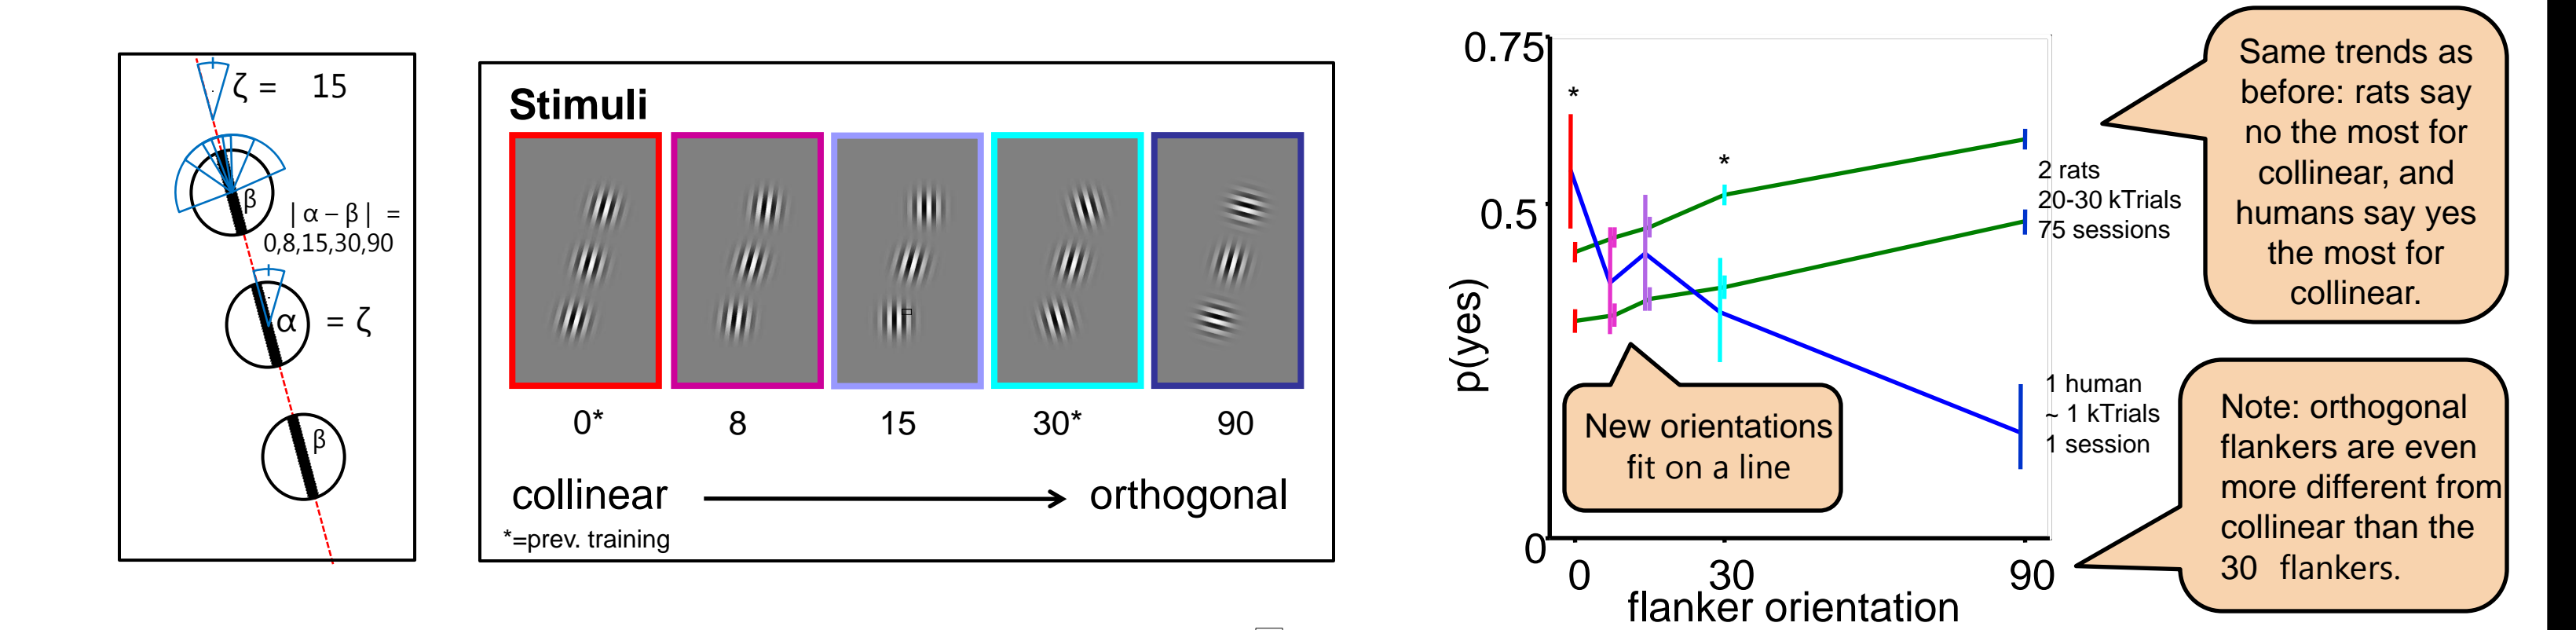 ζ = 15
β
| α – β | =
0,8,15,30,90
α = ζ
β
Stimuli
0* 8 15 30* 90
collinear orthogonal
*=prev. training
0.75
0.5
0
p(yes)
*
*
0 30 90
flanker orientation
2 rats
20-30 kTrials
75 sessions
1 human
~ 1 kTrials
1 session
New orientations
fit on a line
Same trends as
before: rats say
no the most for
collinear, and
humans say yes
the most for
collinear.
Note: orthogonal
flankers are even
more different from
collinear than the
30 flankers.